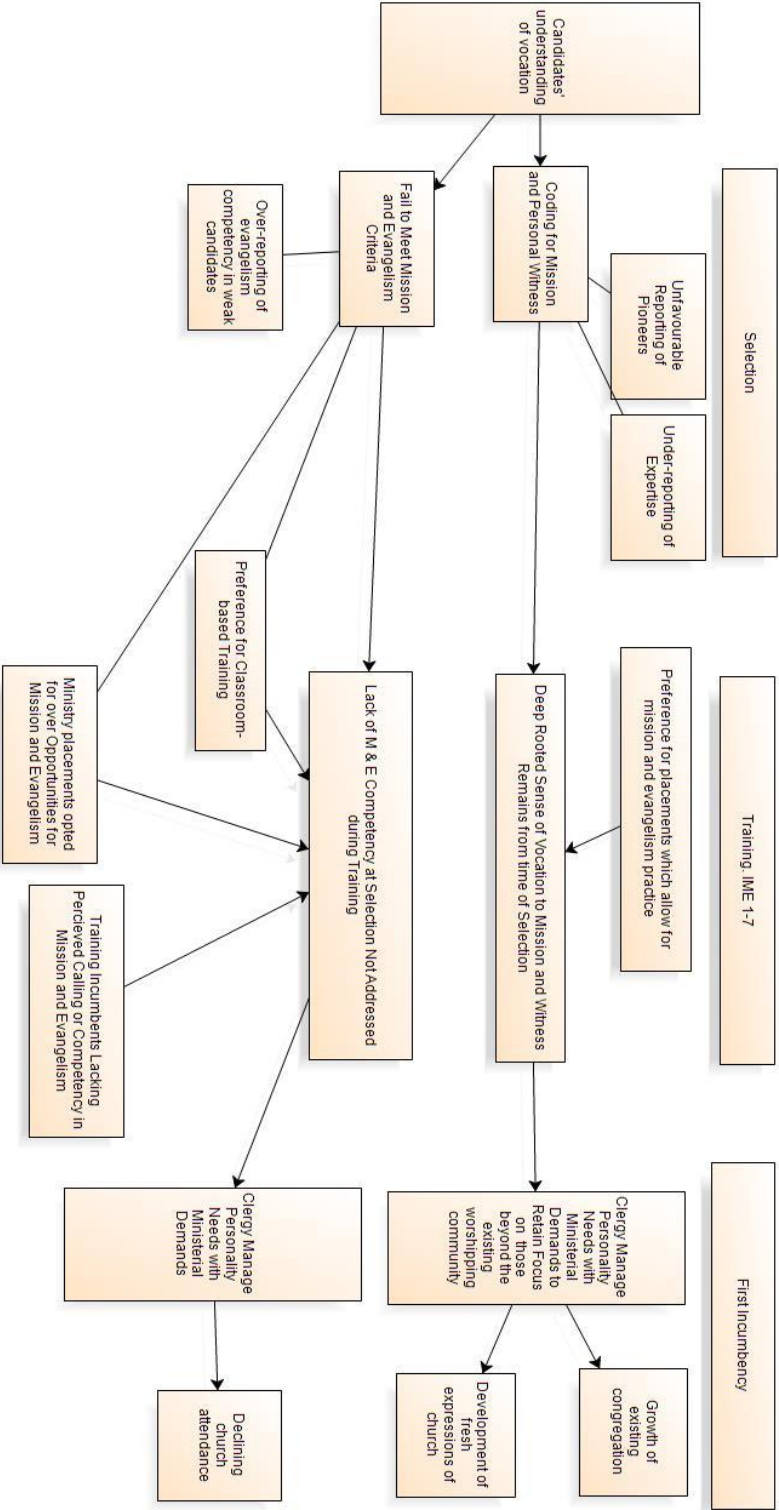 Selection
Training. IME 1-7
First Incumbency
Candidates'
understanding
of vocation
Unfavourable
Reporting of
Pioneers
Under-reporting of
Expertise
Coding for Mission
and Personal Witness
Fail to Meet Mission
and Evangelism
Criteria
Over-reporting of
evangelism
competency in weak
candidates
Preference for placements which allow for
mission and evangelism practice
Deep Rooted Sense of Vocation to Mission and Witness
Remains from time of Selection
Lack of M & E Competency at Selection Not Addressed
during Training
Preference for Classroom-
based Training
Ministry placements opted
for over Opportunities for
Mission and Evangelism
Training Incumbents Lacking
Percieved Calling or Competency in
Mission and Evangelism
Clergy Manage
Personality
Needs with
Ministerial
Demands to
Retain Focus
on those
beyond the
existing
worshipping
community
Clergy Manage
Personality
Needs with
Ministerial
Demands
Growth of
existing
congregation
Development of
fresh
expressions of
church
Declining
church
attendance